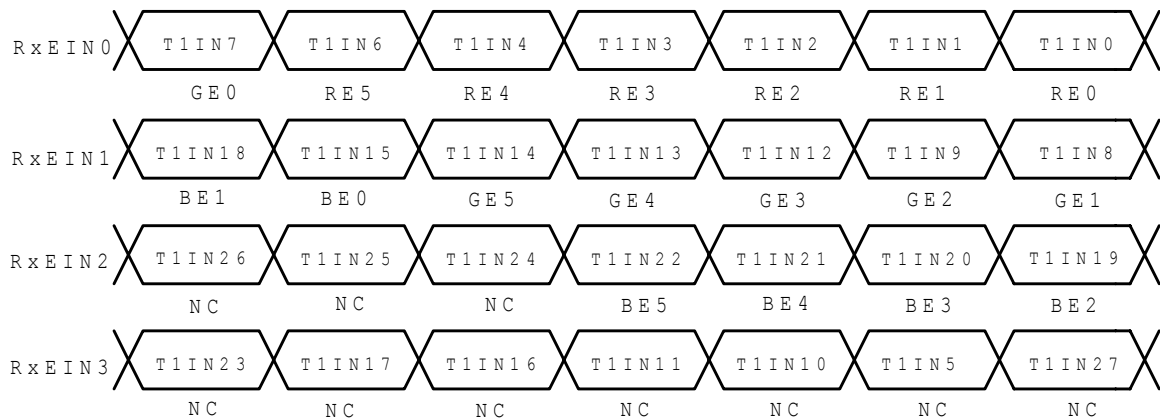 RxEIN0 T1IN7 T1IN6 T1IN4 T1IN3 T1IN2 T1IN1 T1IN0
GE0 RE5 RE4 RE3 RE2 RE1 RE0
RxEIN1 T1IN18 T1IN15 T1IN14 T1IN13 T1IN12 T1IN9 T1IN8
BE1 BE0 GE5 GE4 GE3 GE2 GE1
RxEIN2 T1IN26 T1IN25 T1IN24 T1IN22 T1IN21 T1IN20 T1IN19
NC NC NC BE5 BE4 BE3 BE2
RxEIN3 T1IN23 T1IN17 T1IN16 T1IN11 T1IN10 T1IN5 T1IN27
NC NC NC NC NC NC NC